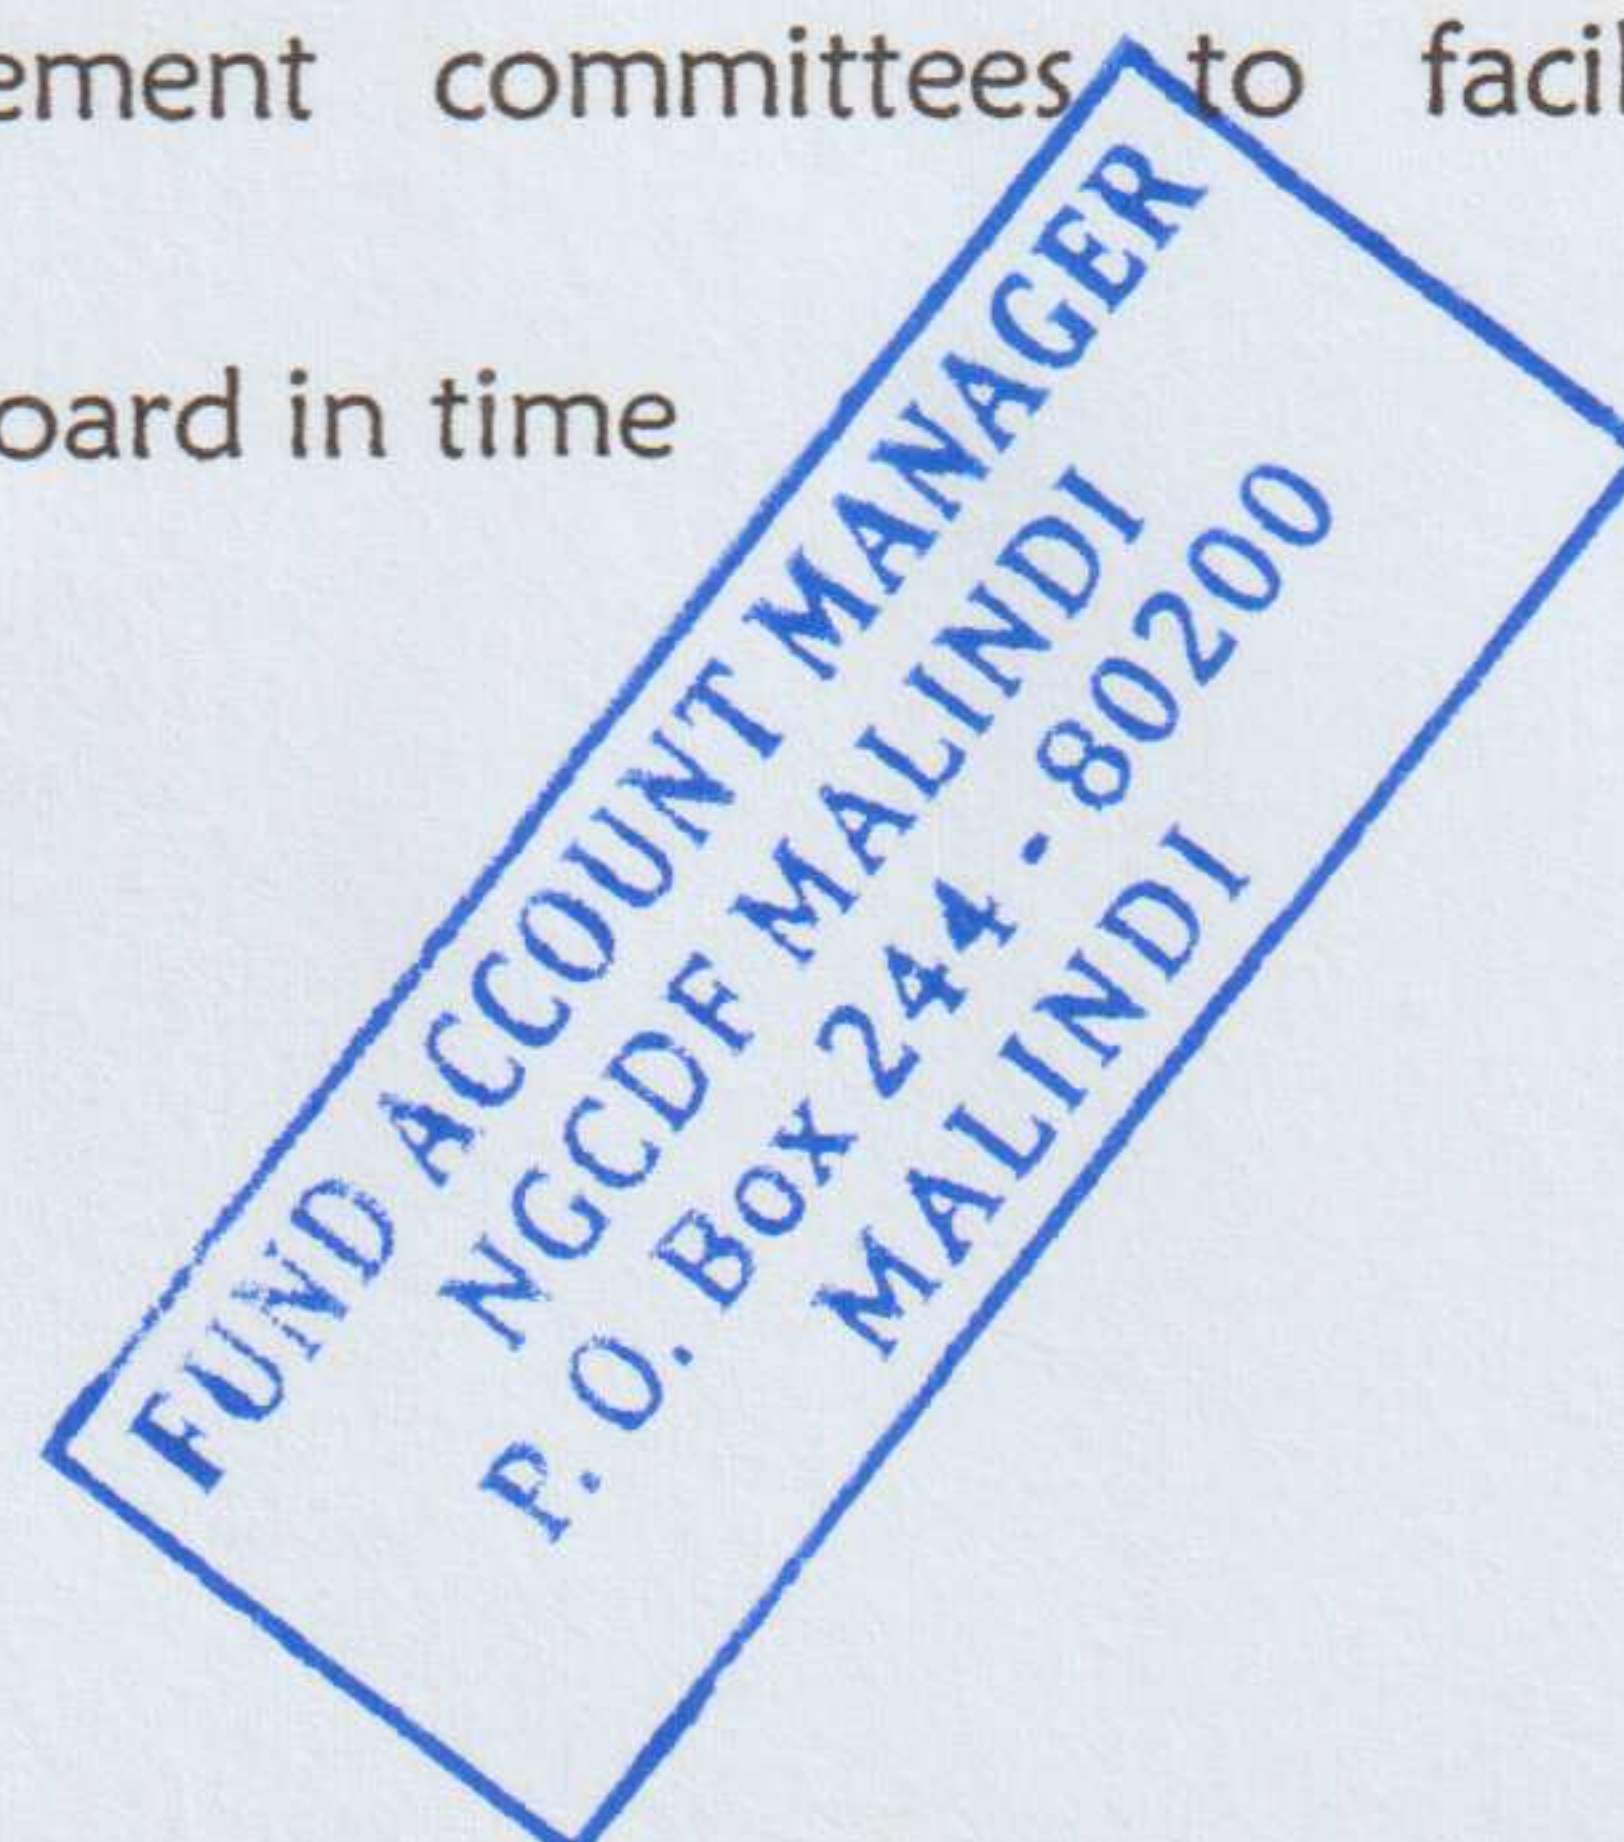 ement committees to facil
oard in time
FUND ACCOUNT MANAGER
NGCDF MALINDI
P. O. Box 244 - 80200
MALINDI